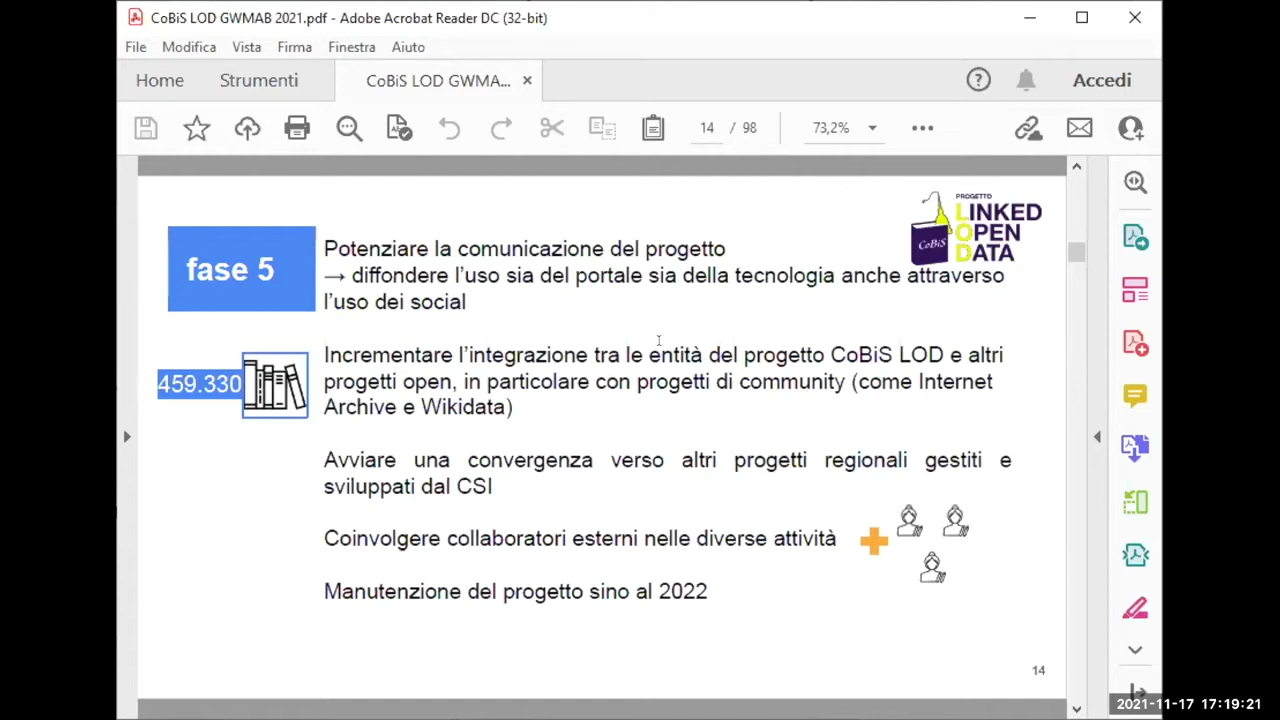 CoBiS LOD GWMAB 2021.pdf - Adobe Acrobat Reader DC (32-bit)
File Modifica Vista Firma Finestra Aiuto
Home Strumenti CoBiS LOD GWMA... × Accedi
14 / 98 73,2%
PROGETTO
LINKED
OPEN
DATA
CoBiS
fase 5
Potenziare la comunicazione del progetto
→ diffondere l'uso sia del portale sia della tecnologia anche attraverso
l'uso dei social
459.330
Incrementare l'integrazione tra le entità del progetto CoBiS LOD e altri
progetti open, in particolare con progetti di community (come Internet
Archive e Wikidata)
Avviare una convergenza verso altri progetti regionali gestiti e
sviluppati dal CSI
Coinvolgere collaboratori esterni nelle diverse attività
Manutenzione del progetto sino al 2022
14
2021-11-17 17:19:21